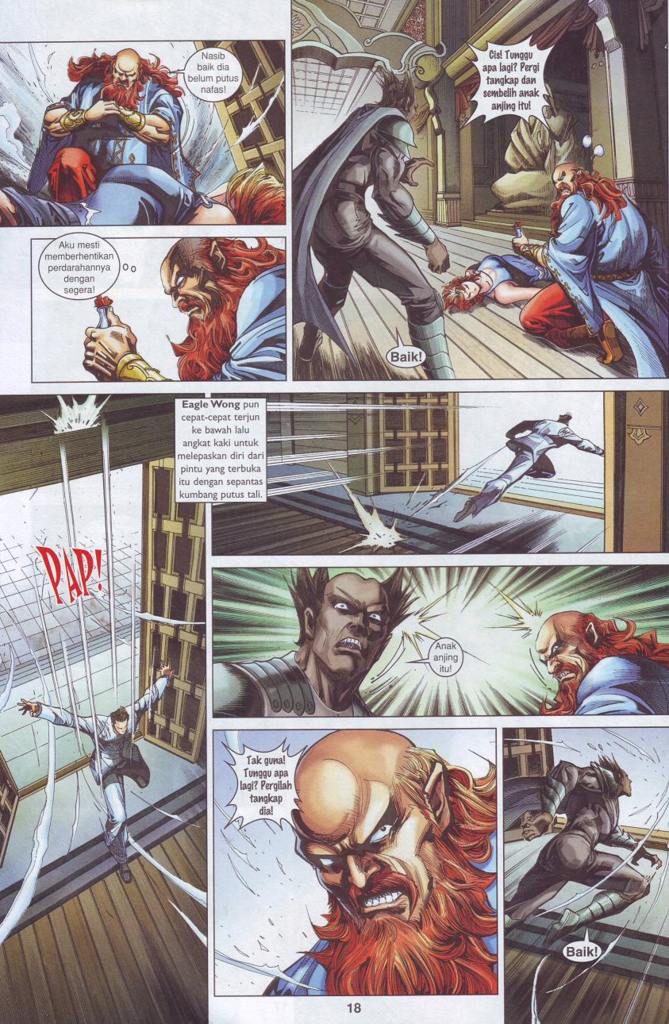 Nasib
baik dia
belum putus
nafas!
Aku mesti
memberhentikan
perdarahannya
dengan
segera!
Cis! Tunggu
apa lagi? Pergi
tangkap dan
sembelih anak
anjing itu!
Baik!
Eagle Wong pun
cepat-cepat terjun
ke bawah lalu
angkat kaki untuk
melepaskan diri dari
pintu yang terbuka
itu dengan sepantas
kumbang putus tali.
PAP!
Anak
anjing
itu!
Tak guna!
Tunggu apa
lagi? Pergilah
tangkap
dia!
Baik!
18